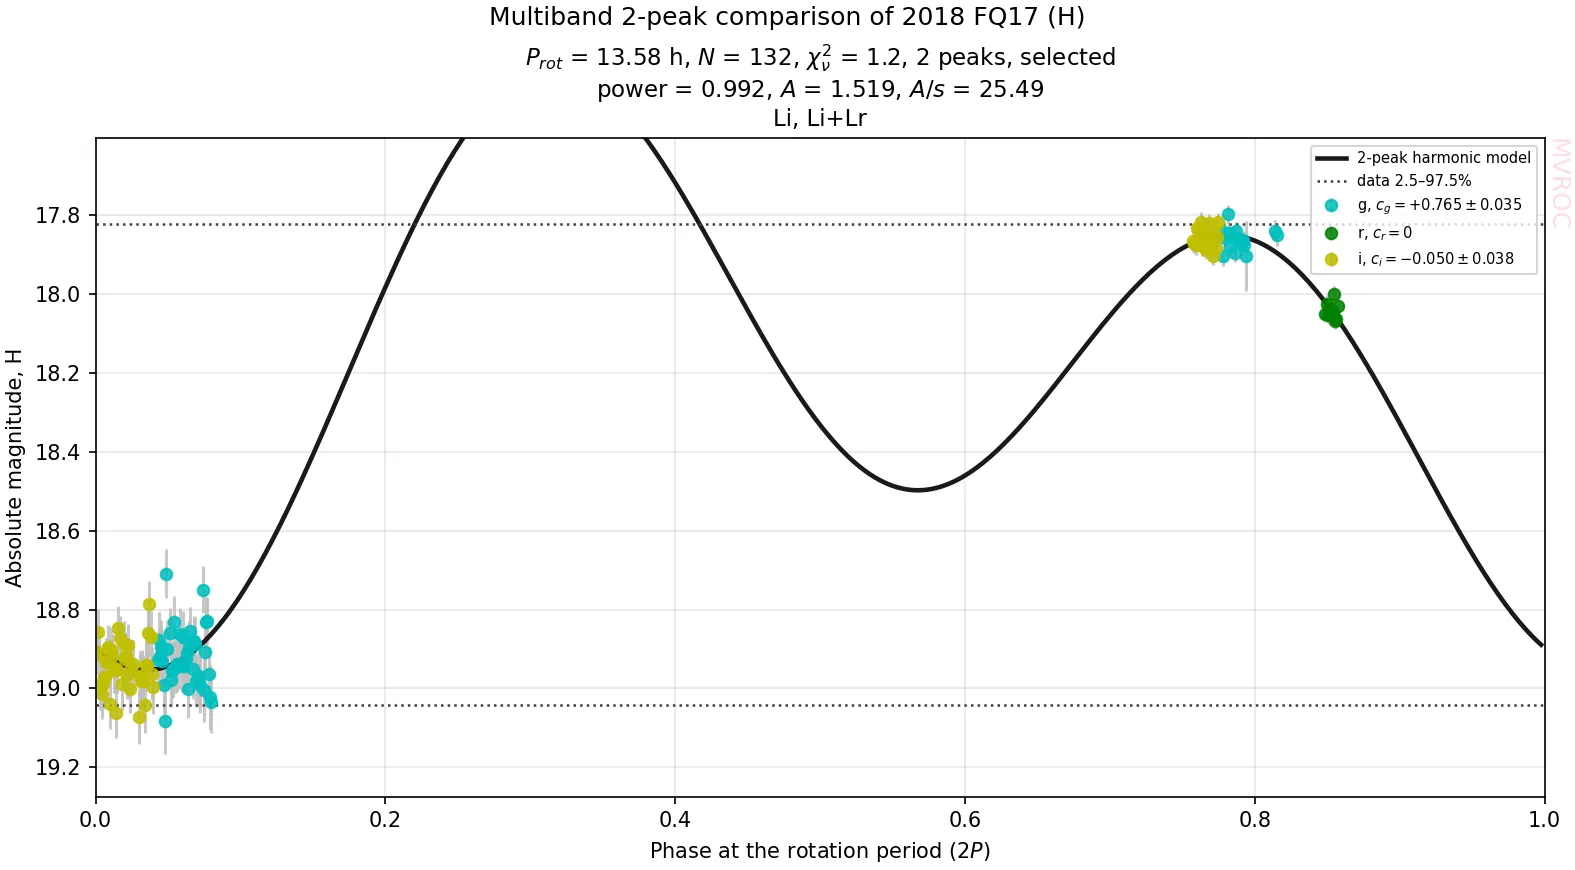 Multiband 2-peak comparison of 2018 FQ17 (H)
P_rot = 13.58 h, N = 132, χ²_ν = 1.2, 2 peaks, selected
power = 0.992, A = 1.519, A/s = 25.49
Li, Li+Lr
2-peak harmonic model
data 2.5–97.5%
g, c_g = +0.765 ± 0.035
r, c_r = 0
i, c_i = −0.050 ± 0.038
MVROC
Absolute magnitude, H
17.8
18.0
18.2
18.4
18.6
18.8
19.0
19.2
0.0 0.2 0.4 0.6 0.8 1.0
Phase at the rotation period (2P)